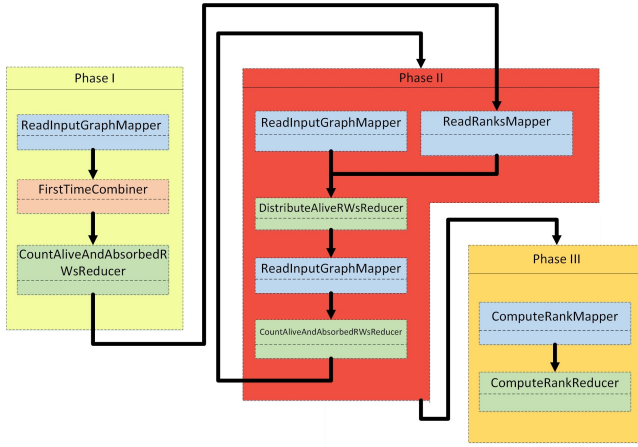 Phase I
ReadInputGraphMapper
FirstTimeCombiner
CountAliveAndAbsorbedR
WsReducer
Phase II
ReadInputGraphMapper
ReadRanksMapper
DistributeAliveRWsReducer
ReadInputGraphMapper
CountAliveAndAbsorbedRWsReducer
Phase III
ComputeRankMapper
ComputeRankReducer